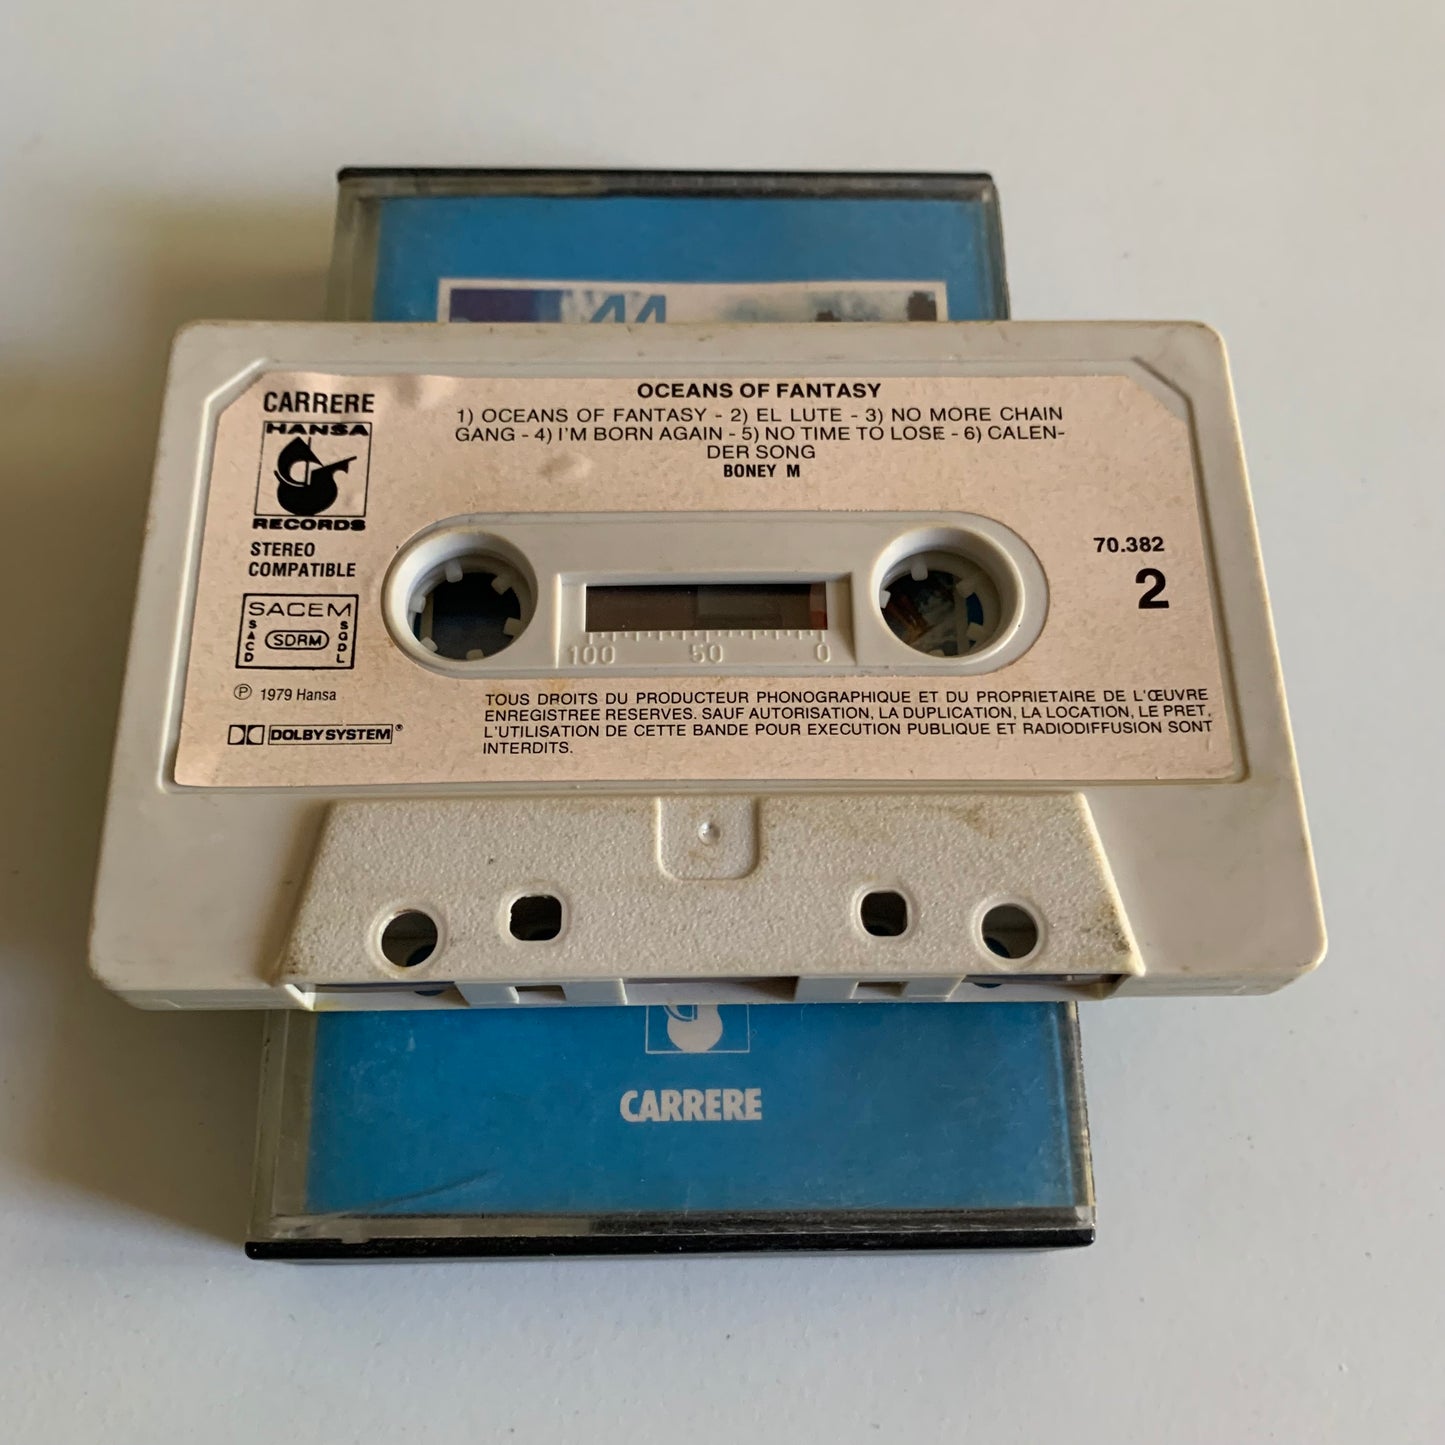 OCEANS OF FANTASY
1) OCEANS OF FANTASY - 2) EL LUTE - 3) NO MORE CHAIN
GANG - 4) I'M BORN AGAIN - 5) NO TIME TO LOSE - 6) CALEN-
DER SONG
BONEY M
CARRERE
HANSA
RECORDS
STEREO
COMPATIBLE
SACEM
SACD
SDRM
SGDL
℗ 1979 Hansa
DOLBY SYSTEM®
70.382
2
100 50 0
TOUS DROITS DU PRODUCTEUR PHONOGRAPHIQUE ET DU PROPRIETAIRE DE L'ŒUVRE
ENREGISTREE RESERVES. SAUF AUTORISATION, LA DUPLICATION, LA LOCATION, LE PRET,
L'UTILISATION DE CETTE BANDE POUR EXECUTION PUBLIQUE ET RADIODIFFUSION SONT
INTERDITS.
CARRERE